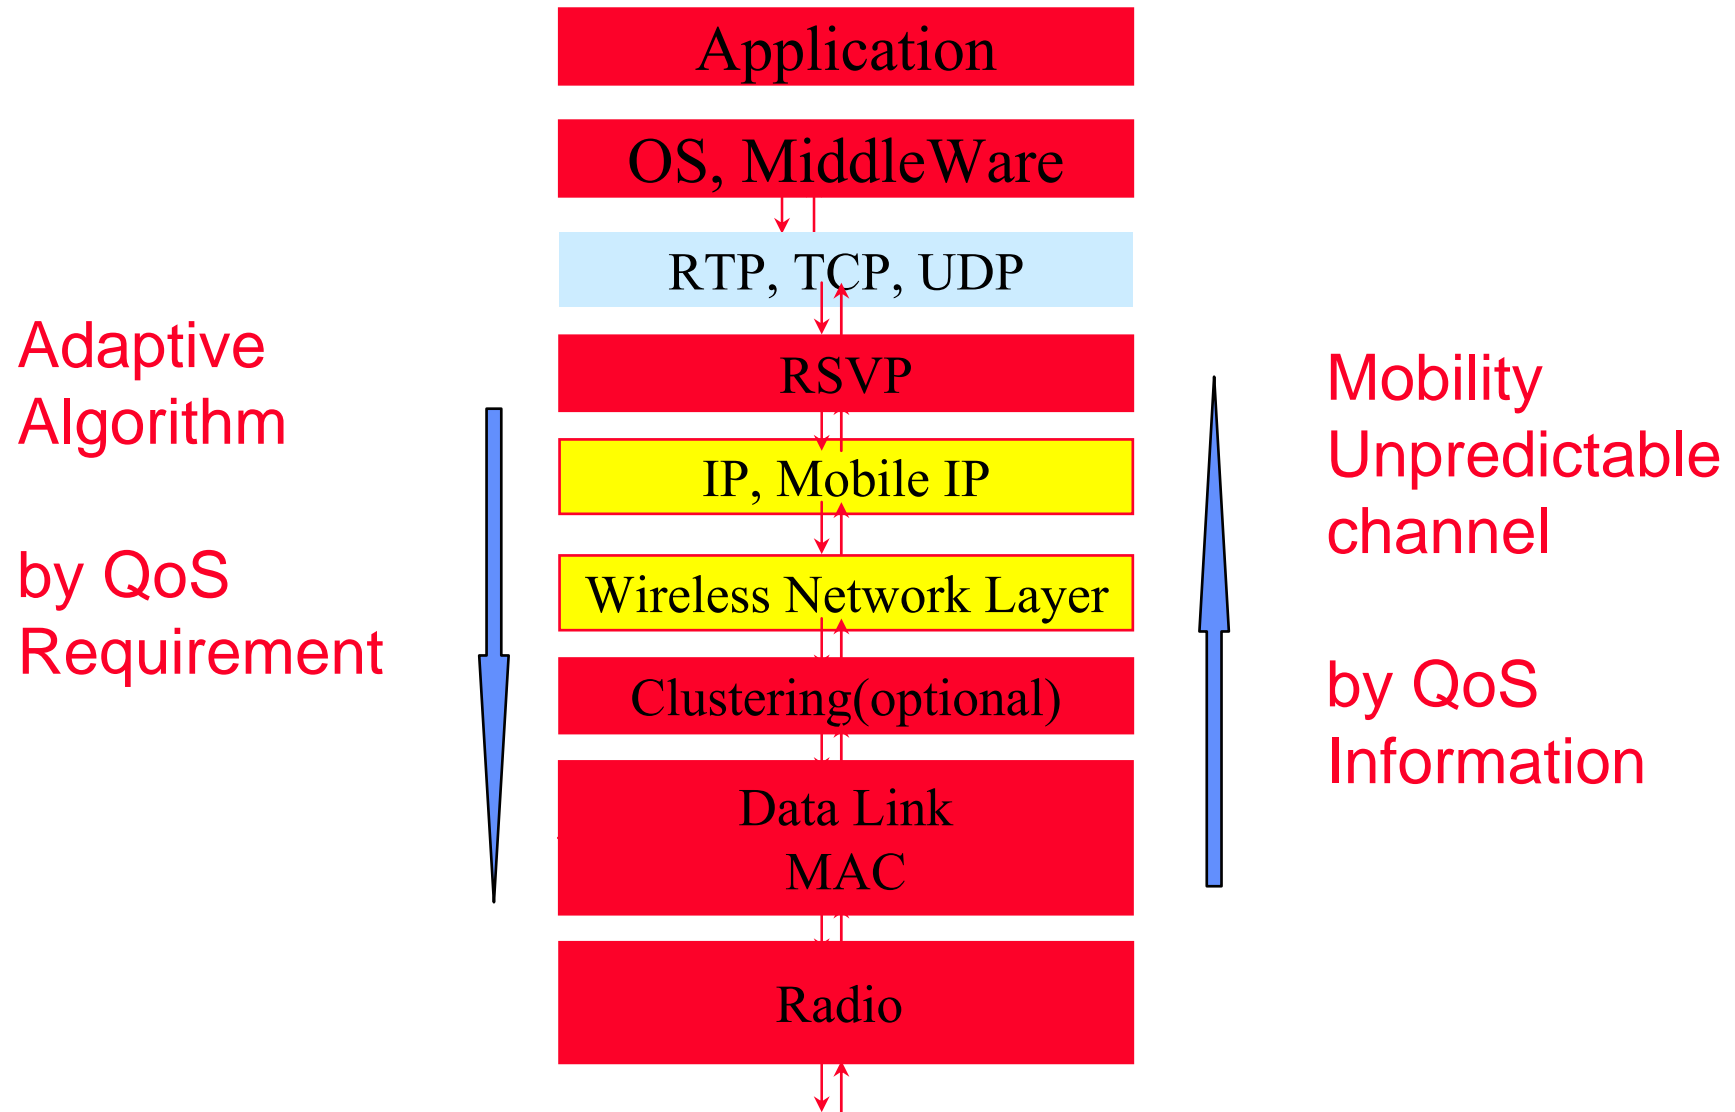 Application
OS, MiddleWare
RTP, TCP, UDP
RSVP
IP, Mobile IP
Wireless Network Layer
Clustering(optional)
Data Link
MAC
Radio
Adaptive
Algorithm
by QoS
Requirement
Mobility
Unpredictable
channel
by QoS
Information